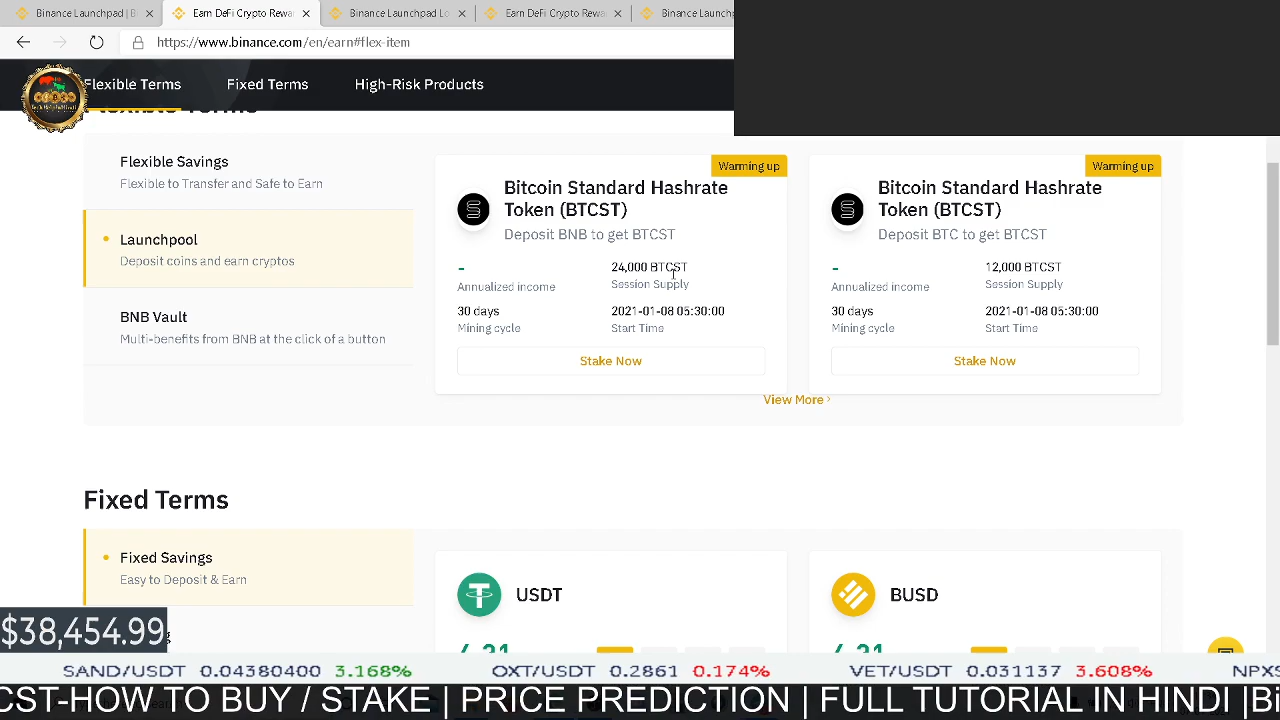 Binance Launchpad | B
Earn DeFi Crypto Rewa
Binance Launchpad Lo
Earn DeFi Crypto Rewa
Binance Launchp
https://www.binance.com/en/earn#flex-item
Flexible Terms
Fixed Terms
High-Risk Products
Flexible Terms
Flexible Savings
Flexible to Transfer and Safe to Earn
Launchpool
Deposit coins and earn cryptos
BNB Vault
Multi-benefits from BNB at the click of a button
Warming up
Bitcoin Standard Hashrate
Token (BTCST)
Deposit BNB to get BTCST
-
Annualized income
24,000 BTCST
Session Supply
30 days
Mining cycle
2021-01-08 05:30:00
Start Time
Stake Now
Warming up
Bitcoin Standard Hashrate
Token (BTCST)
Deposit BTC to get BTCST
-
Annualized income
12,000 BTCST
Session Supply
30 days
Mining cycle
2021-01-08 05:30:00
Start Time
Stake Now
View More ›
Fixed Terms
Fixed Savings
Easy to Deposit & Earn
USDT
BUSD
$38,454.99
SAND/USDT 0.04380400 3.168% OXT/USDT 0.2861 0.174% VET/USDT 0.031137 3.608% NPXS
CST-HOW TO BUY / STAKE | PRICE PREDICTION | FULL TUTORIAL IN HINDI |Bi